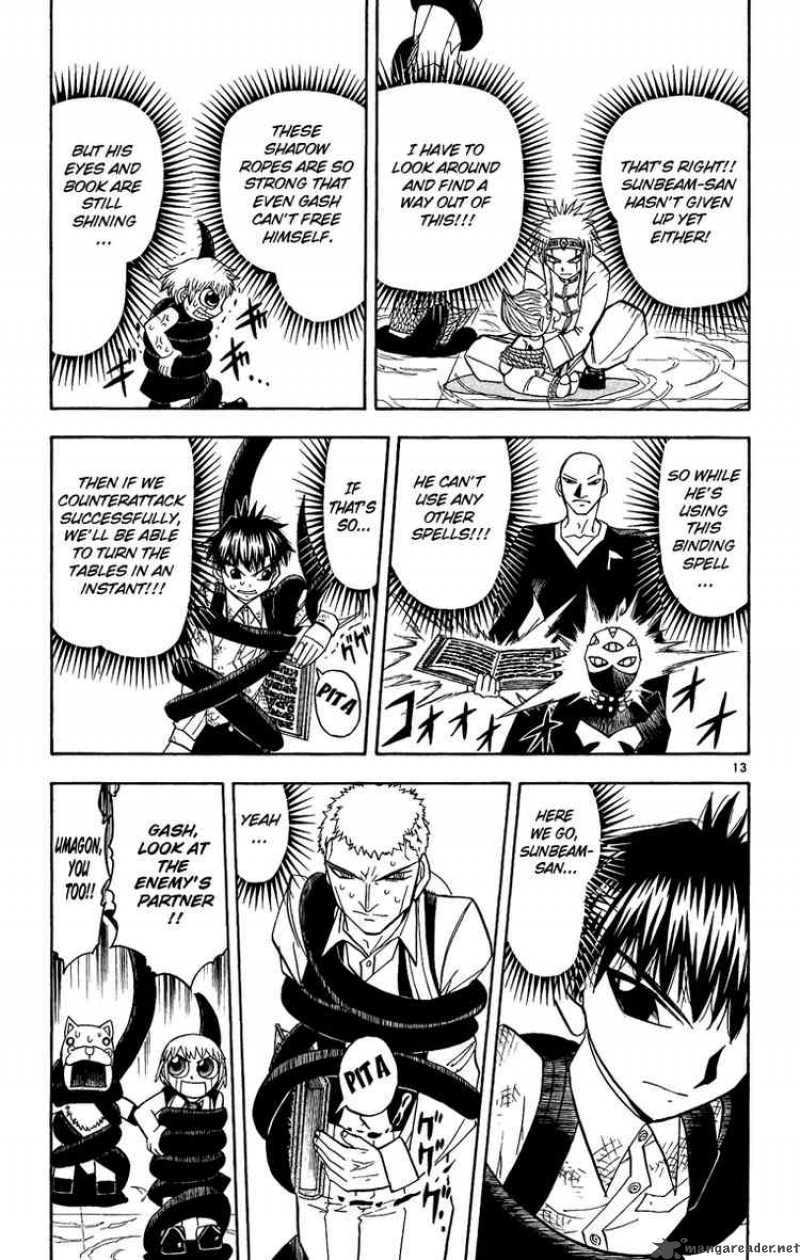 THAT'S RIGHT!!
SUNBEAM-SAN
HASN'T GIVEN
UP YET
EITHER!
I HAVE TO
LOOK AROUND
AND FIND A
WAY OUT OF
THIS!!!
THESE
SHADOW
ROPES ARE SO
STRONG THAT
EVEN GASH
CAN'T FREE
HIMSELF.
BUT HIS
EYES AND
BOOK ARE
STILL
SHINING
...
SO WHILE
HE'S
USING
THIS
BINDING
SPELL
...
HE CAN'T
USE ANY
OTHER
SPELLS!!!
IF
THAT'S
SO...
THEN IF WE
COUNTERATTACK
SUCCESSFULLY,
WE'LL BE ABLE
TO TURN THE
TABLES IN AN
INSTANT!!!
PITA
13
HERE
WE GO,
SUNBEAM-
SAN...
YEAH
...
PITA
GASH,
LOOK AT
THE
ENEMY'S
PARTNER
!!
UMAGON,
YOU
TOO!!
mangareader.net